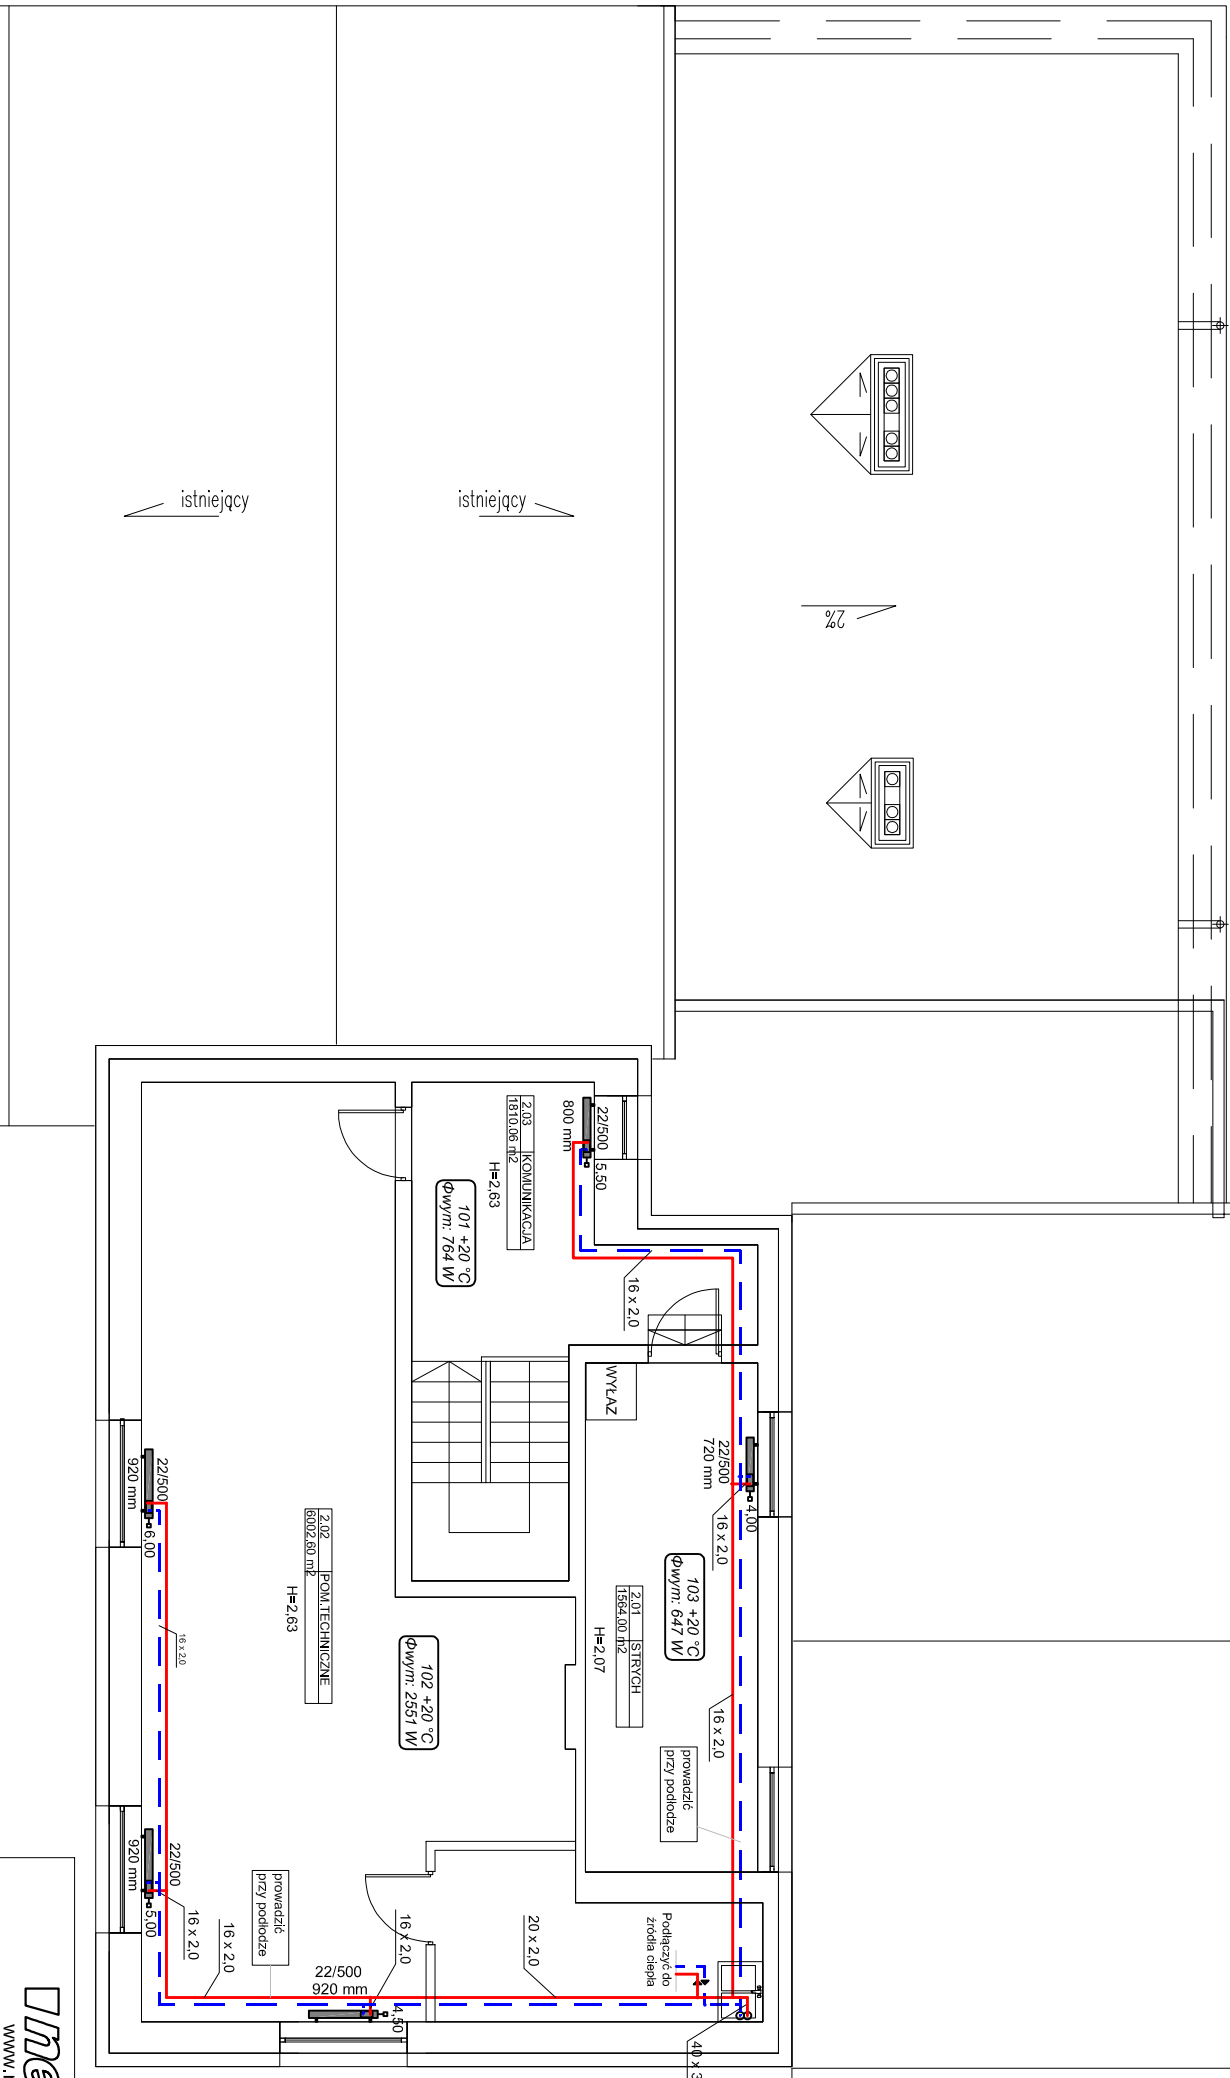 istniejący
istniejący
2%
22/500
800 mm
5,50
2.03 KOMUNIKACJA
1810.06 m2
H=2,63
101 +20 °C
Φwym: 764 W
16 x 2,0
WYŁAZ
22/500
720 mm
4,00
16 x 2,0
103 +20 °C
Φwym: 647 W
2.01 STRYCH
1564.00 m2
H=2,07
16 x 2,0
prowadzić
przy podłodze
22/500
920 mm
6,00
2.02 POM.TECHNICZNE
6002,60 m2
H=2,63
102 +20 °C
Φwym: 2551 W
16 x 2,0
22/500
920 mm
5,00
16 x 2,0
16 x 2,0
prowadzić
przy podłodze
22/500
920 mm
4,50
16 x 2,0
20 x 2,0
Podłączyć do
źródła ciepła
40 x 3